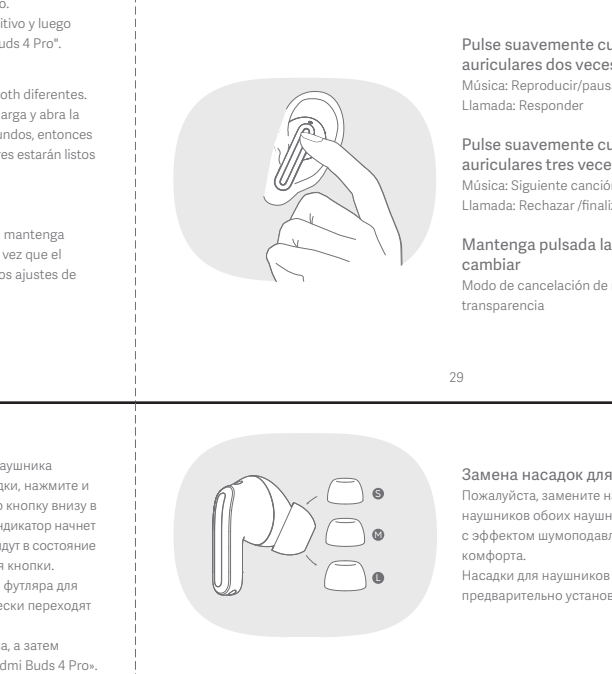 o.
itivo y luego
uds 4 Pro".
oth diferentes.
arga y abra la
undos, entonces
res estarán listos
mantenga
vez que el
os ajustes de
Pulse suavemente cu
auriculares dos veces
Música: Reproducir/paus
Llamada: Responder
Pulse suavemente cu
auriculares tres vece
Música: Siguiente canción
Llamada: Rechazar /finali
Mantenga pulsada la
cambiar
Modo de cancelación de
transparencia
29
аушника
дки, нажмите и
ю кнопку внизу в
ндикатор начнет
йдут в состояние
я кнопки.
футляра для
ески переходят
а, а затем
dmi Buds 4 Pro».
S
M
L
Замена насадок для
Пожалуйста, замените на
наушников обоих наушн
с эффектом шумоподавл
комфорта.
Насадки для наушников
предварительно установ